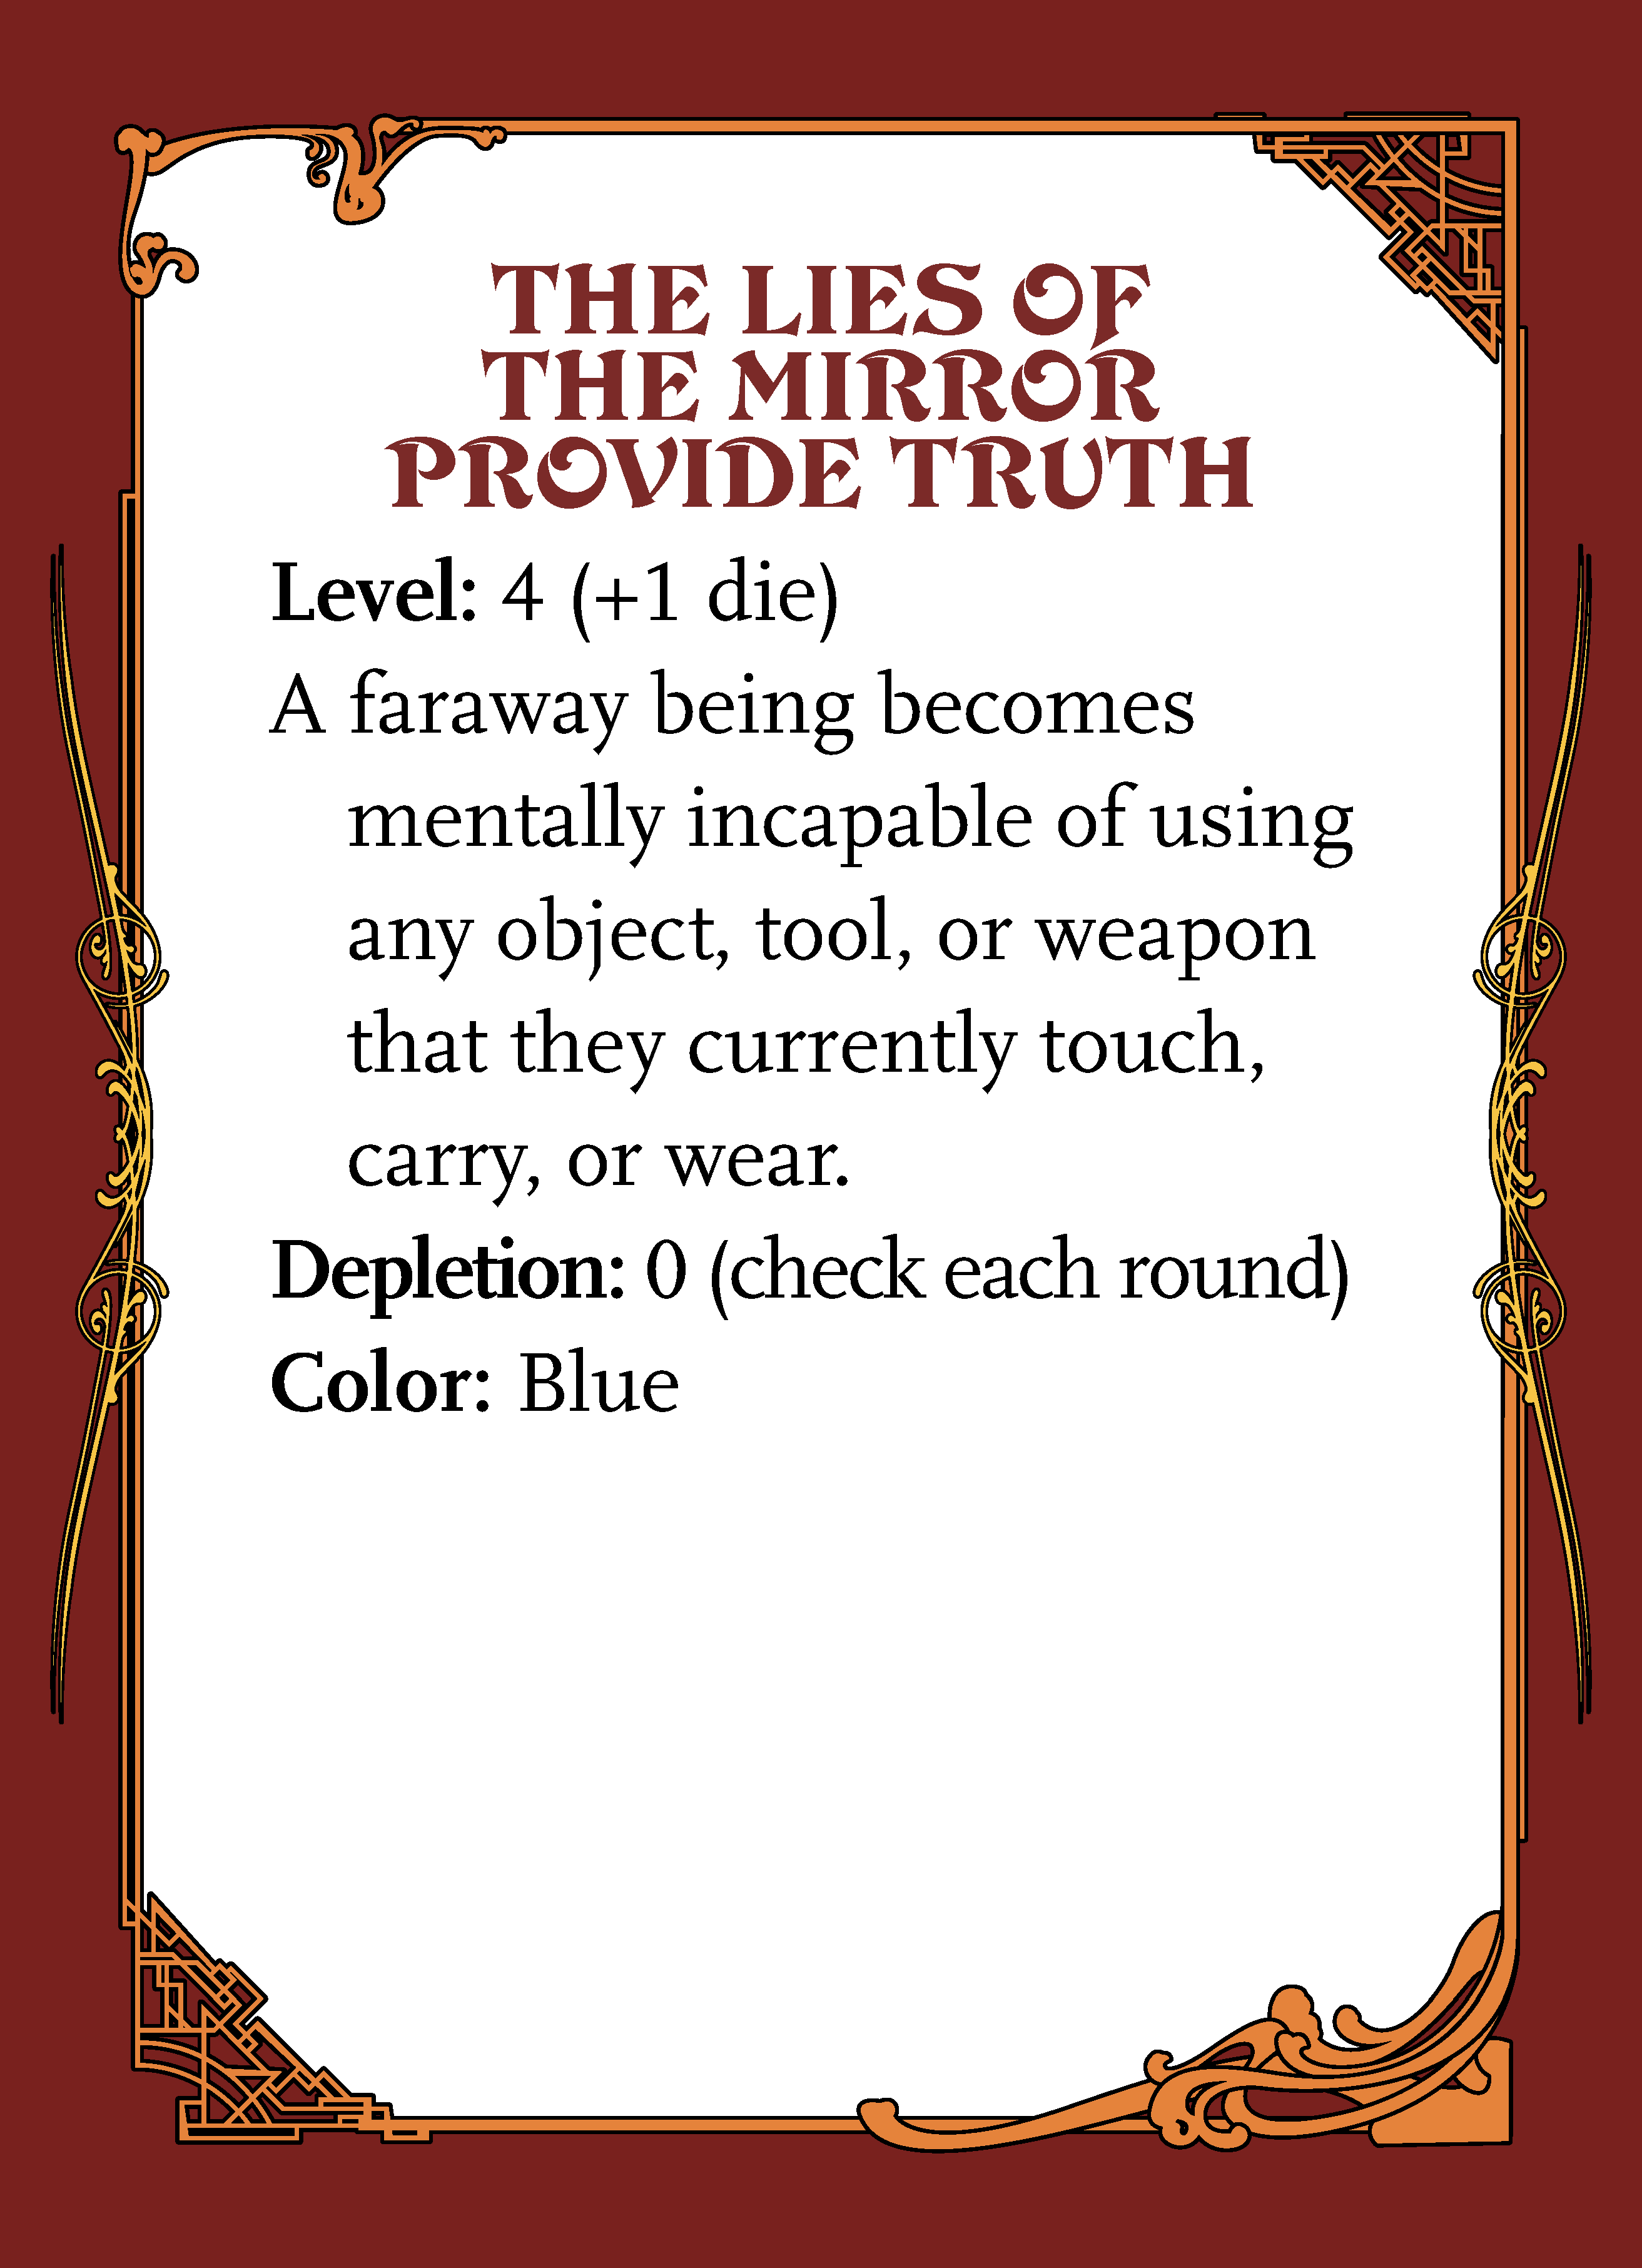 THE LIES OF
THE MIRROR
PROVIDE TRUTH
Level: 4 (+1 die)
A faraway being becomes
mentally incapable of using
any object, tool, or weapon
that they currently touch,
carry, or wear.
Depletion: 0 (check each round)
Color: Blue